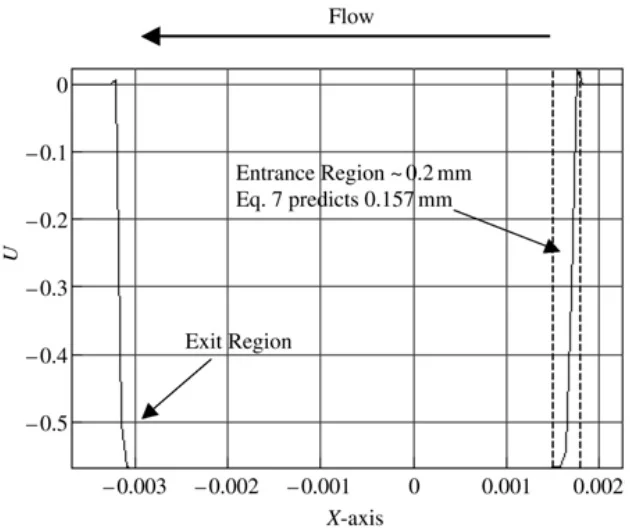 Flow
0
−0.1
−0.2
−0.3
−0.4
−0.5
U
Entrance Region ~ 0.2 mm
Eq. 7 predicts 0.157 mm
Exit Region
−0.003 −0.002 −0.001 0 0.001 0.002
X-axis